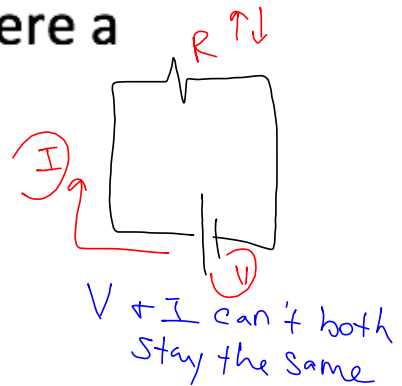 ere a
R ↑↓
I
V
V + I can't both
stay the same